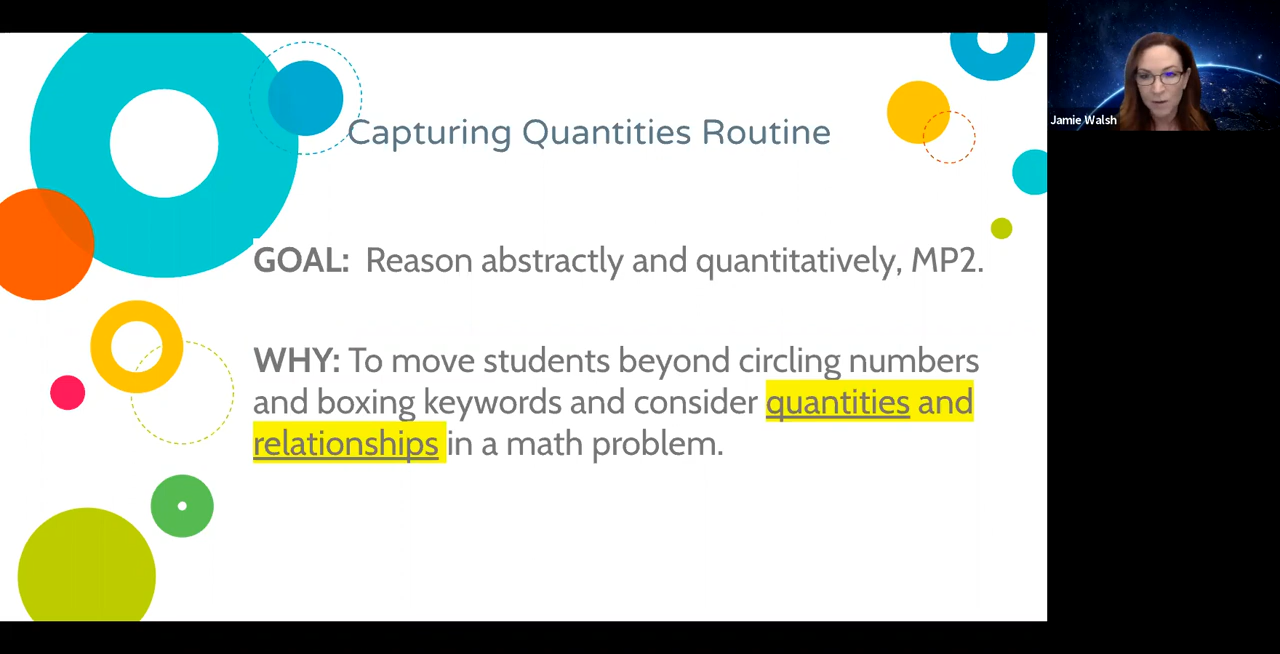 Capturing Quantities Routine
Jamie Walsh
GOAL: Reason abstractly and quantitatively, MP2.
WHY: To move students beyond circling numbers
and boxing keywords and consider quantities and
relationships in a math problem.